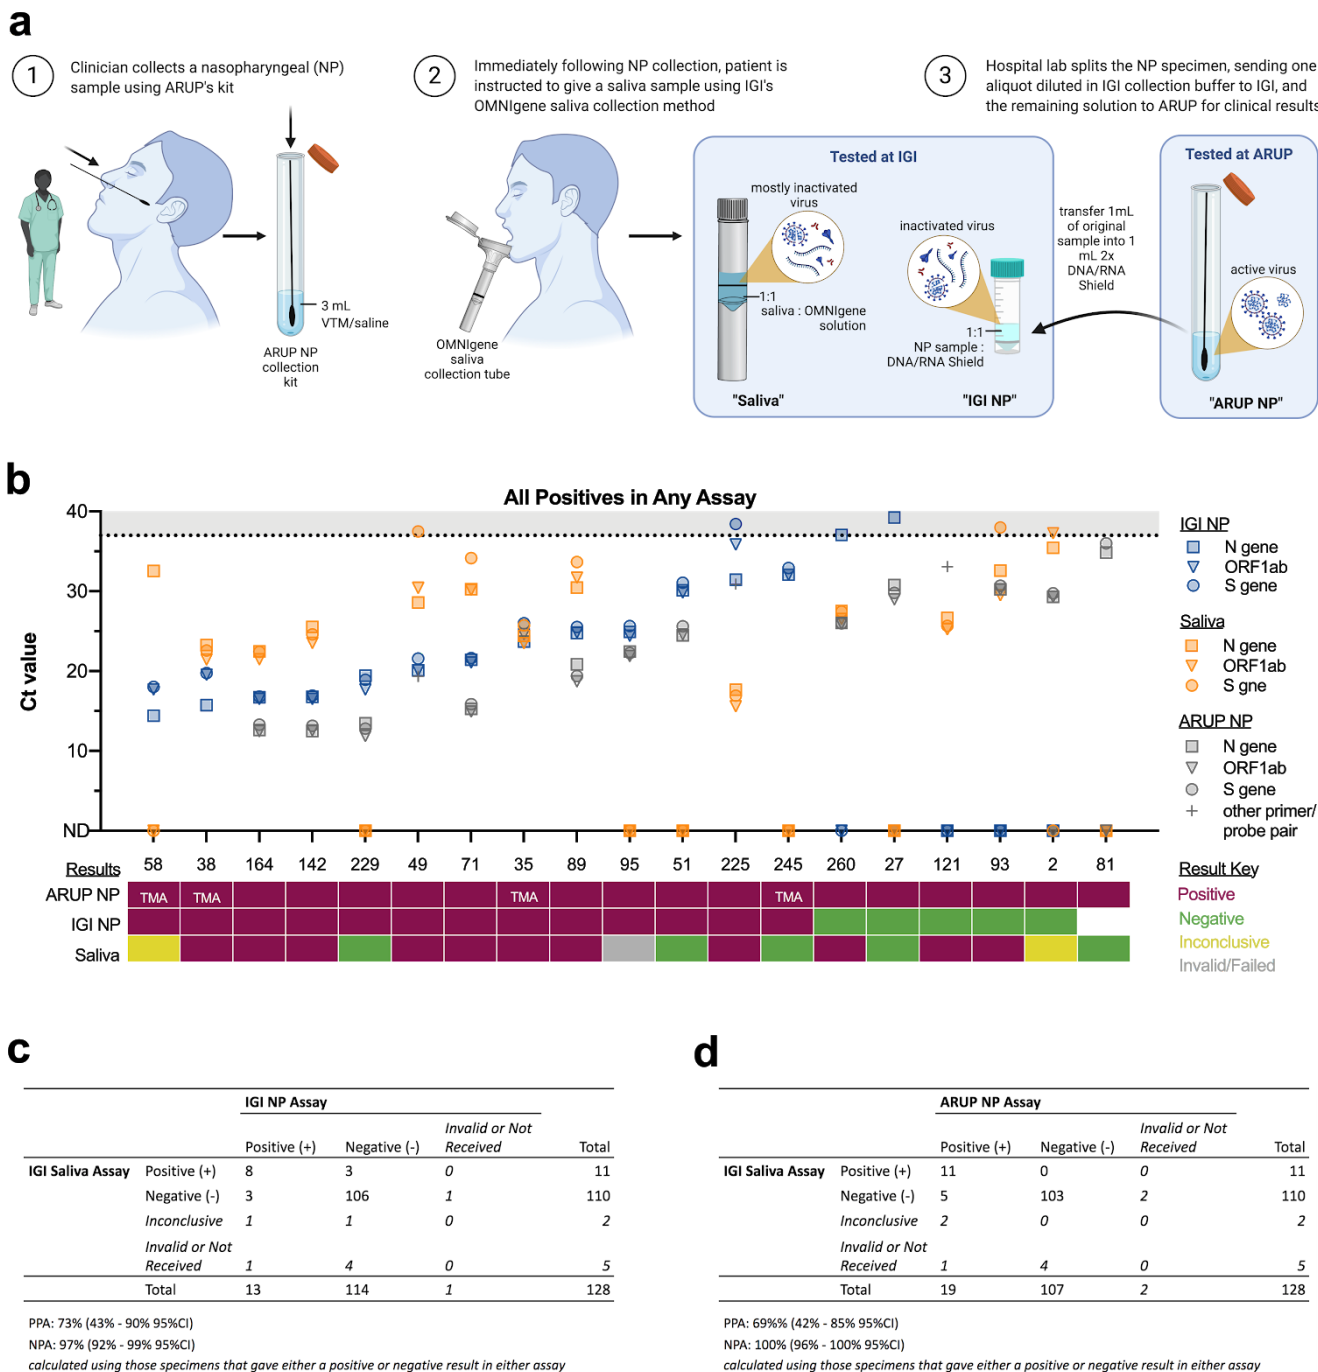 a
1
Clinician collects a nasopharyngeal (NP)
sample using ARUP's kit
2
Immediately following NP collection, patient is
instructed to give a saliva sample using IGI's
OMNIgene saliva collection method
3
Hospital lab splits the NP specimen, sending one
aliquot diluted in IGI collection buffer to IGI, and
the remaining solution to ARUP for clinical results
3 mL
VTM/saline
ARUP NP
collection
kit
OMNIgene
saliva
collection tube
Tested at IGI
mostly inactivated
virus
1:1
saliva : OMNIgene
solution
"Saliva"
inactivated virus
1:1
NP sample :
DNA/RNA Shield
"IGI NP"
transfer 1mL
of original
sample into 1
mL 2x
DNA/RNA
Shield
Tested at ARUP
active virus
"ARUP NP"
b
All Positives in Any Assay
Ct value
40
30
20
10
ND
IGI NP
N gene
ORF1ab
S gene
Saliva
N gene
ORF1ab
S gne
ARUP NP
N gene
ORF1ab
S gene
other primer/
probe pair
Results 58 38 164 142 229 49 71 35 89 95 51 225 245 260 27 121 93 2 81
ARUP NP TMA TMA TMA TMA
IGI NP
Saliva
Result Key
Positive
Negative
Inconclusive
Invalid/Failed
c
IGI NP Assay
Positive (+) Negative (-) Invalid or Not Received Total
IGI Saliva Assay Positive (+) 8 3 0 11
Negative (-) 3 106 1 110
Inconclusive 1 1 0 2
Invalid or Not
Received 1 4 0 5
Total 13 114 1 128
PPA: 73% (43% - 90% 95%CI)
NPA: 97% (92% - 99% 95%CI)
calculated using those specimens that gave either a positive or negative result in either assay
d
ARUP NP Assay
Positive (+) Negative (-) Invalid or Not Received Total
IGI Saliva Assay Positive (+) 11 0 0 11
Negative (-) 5 103 2 110
Inconclusive 2 0 0 2
Invalid or Not
Received 1 4 0 5
Total 19 107 2 128
PPA: 69%% (42% - 85% 95%CI)
NPA: 100% (96% - 100% 95%CI)
calculated using those specimens that gave either a positive or negative result in either assay